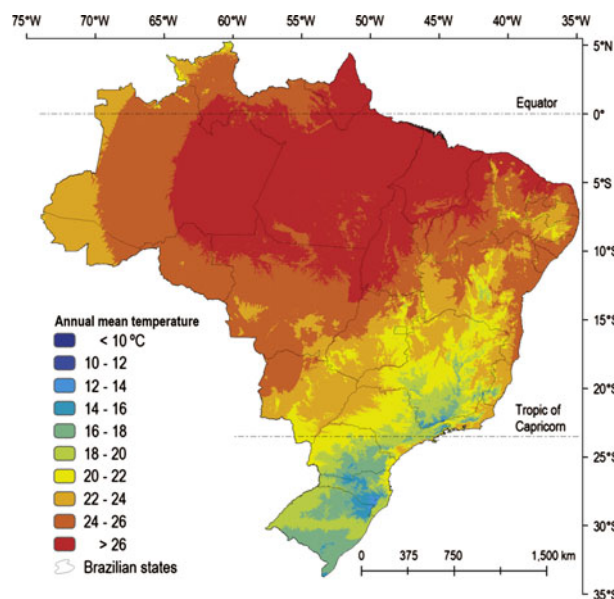 75°W 70°W 65°W 60°W 55°W 50°W 45°W 40°W 35°W
5°N
Equator
0°
5°S
10°S
15°S
20°S
Tropic of
Capricorn
25°S
30°S
35°S
Annual mean temperature
< 10 ºC
10 - 12
12 - 14
14 - 16
16 - 18
18 - 20
20 - 22
22 - 24
24 - 26
> 26
Brazilian states
0 375 750 1,500 km